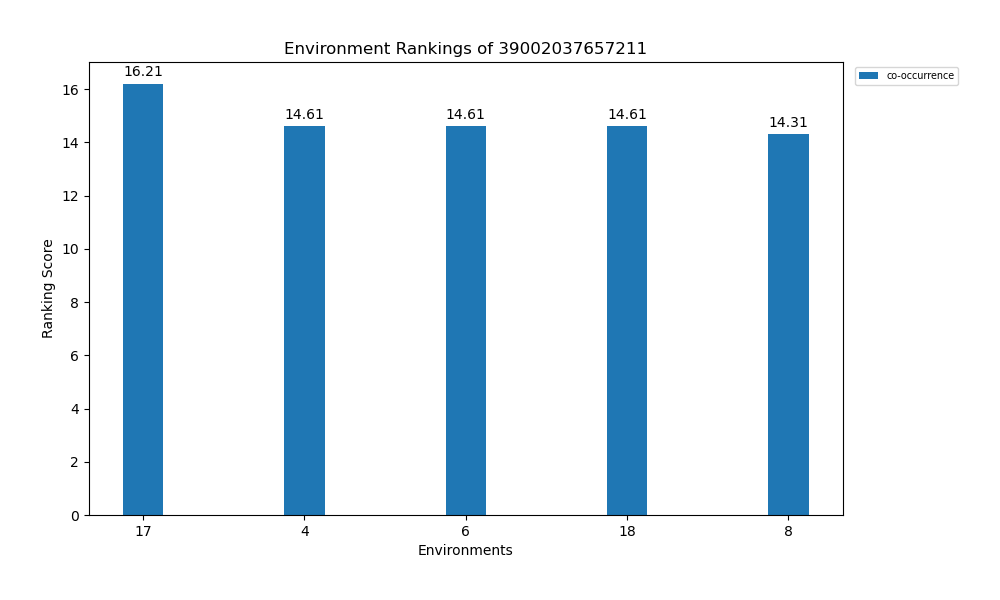 Environment Rankings of 39002037657211
co-occurrence
16.21
14.61
14.61
14.61
14.31
Ranking Score
16
14
12
10
8
6
4
2
0
17 4 6 18 8
Environments